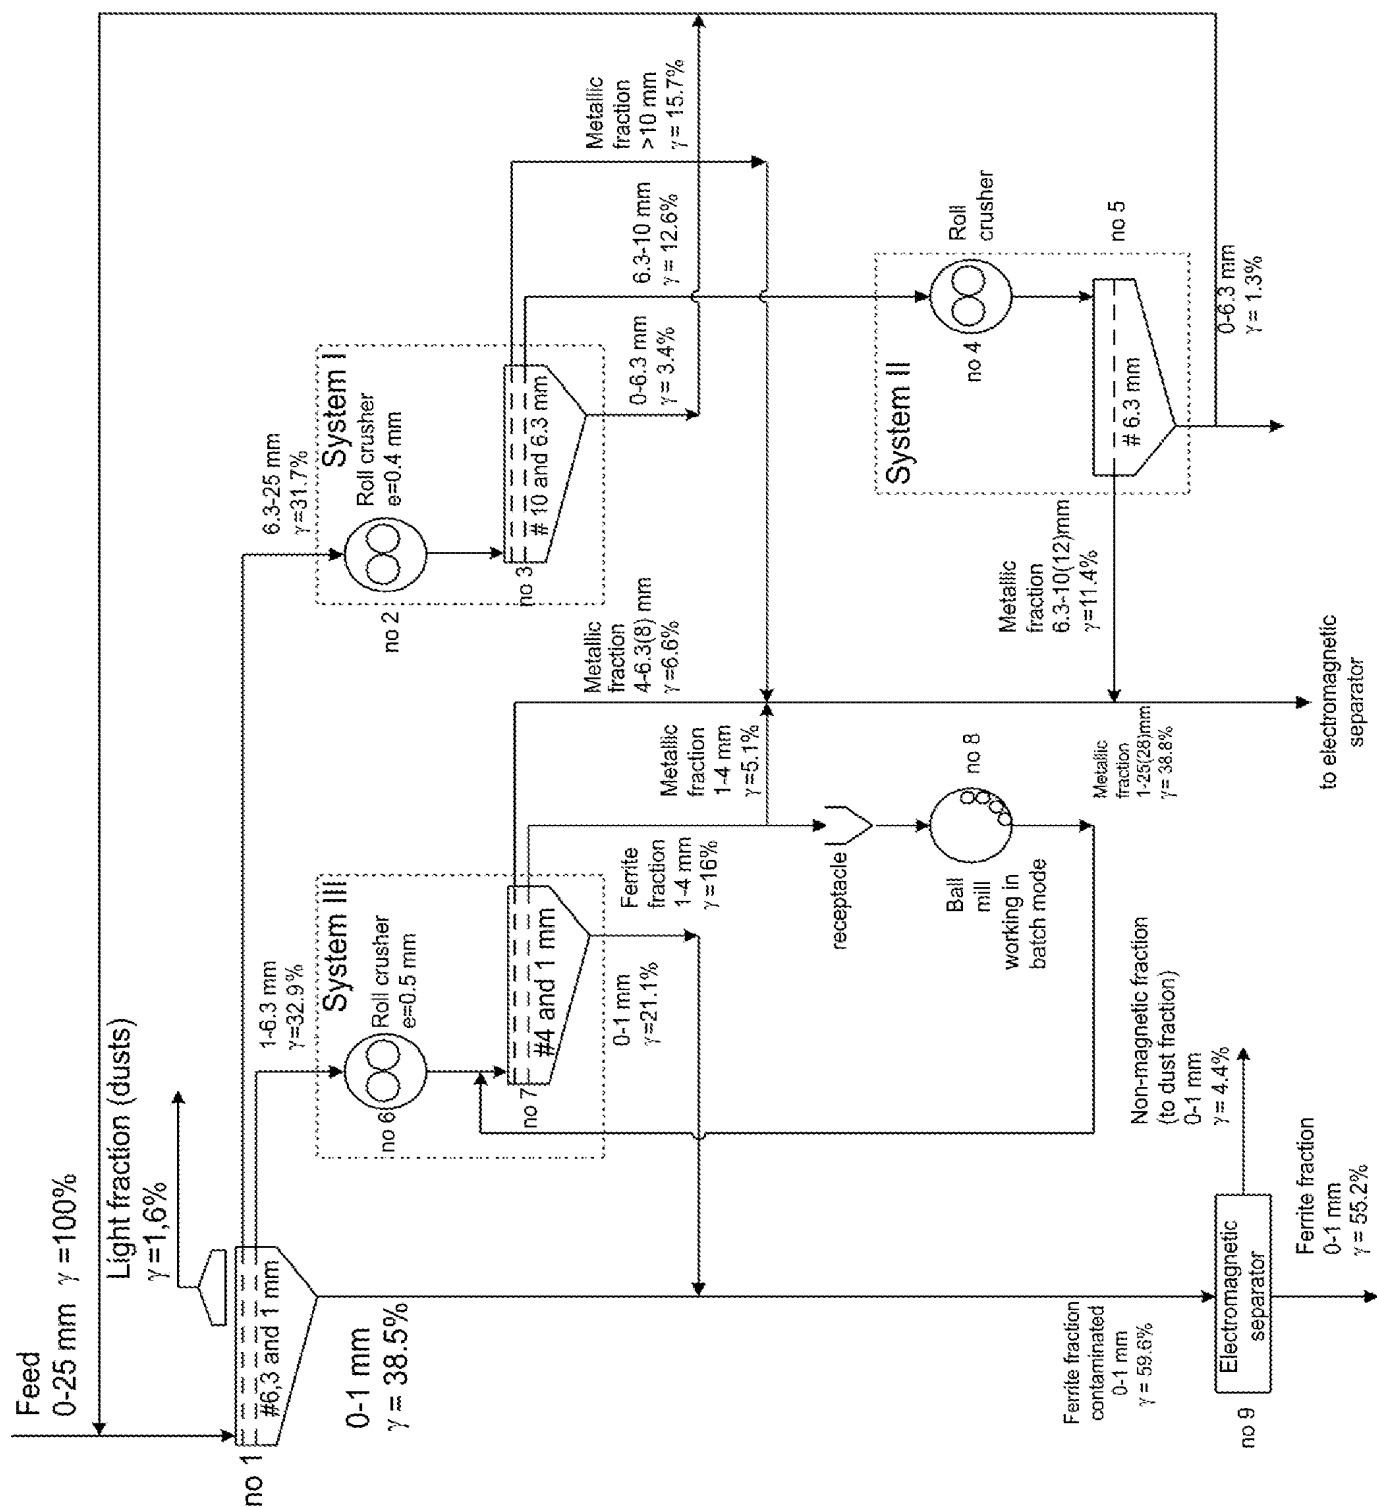 Feed
0-25 mm γ =100%
Light fraction (dusts)
γ=1,6%
no 1
#6,3 and 1 mm
0-1 mm
γ = 38.5%
1-6.3 mm
γ=32.9%
6.3-25 mm
γ=31.7%
System III
Roll crusher
e=0.5 mm
no 6
no 7
#4 and 1 mm
0-1 mm
γ=21.1%
Ferrite
fraction
1-4 mm
γ=16%
Metallic
fraction
1-4 mm
γ=5.1%
Metallic
fraction
4-6.3(8) mm
γ=6.6%
System I
Roll crusher
e=0.4 mm
no 2
no 3
# 10 and 6.3 mm
0-6.3 mm
γ= 3.4%
6.3-10 mm
γ= 12.6%
Metallic
fraction
>10 mm
γ= 15.7%
receptacle
Ball
mill
working in
batch mode
no 8
System II
no 4
Roll
crusher
no 5
# 6.3 mm
0-6.3 mm
γ= 1.3%
Metallic
fraction
6.3-10(12)mm
γ=11.4%
Metallic
fraction
1-25(28)mm
γ= 38.8%
to electromagnetic
separator
Ferrite fraction
contaminated
0-1 mm
γ= 59.6%
no 9
Electromagnetic
separator
Non-magnetic fraction
(to dust fraction)
0-1 mm
γ= 4.4%
Ferrite fraction
0-1 mm
γ= 55.2%